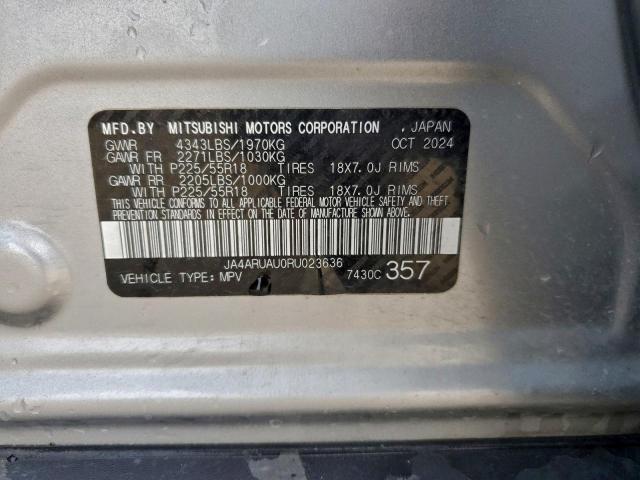 MFD.BY MITSUBISHI MOTORS CORPORATION , JAPAN
GVWR 4343LBS/1970KG OCT 2024
GAWR FR 2271LBS/1030KG
WITH P225/55R18 TIRES 18X7.0J RIMS
GAWR RR 2205LBS/1000KG
WITH P225/55R18 TIRES 18X7.0J RIMS
THIS VEHICLE CONFORMS TO ALL APPLICABLE FEDERAL MOTOR VEHICLE SAFETY AND
THEFT PREVENTION STANDARDS IN EFFECT ON THE DATE OF MANUFACTURE SHOWN ABOVE.
JA4ARUAU0RU023636
VEHICLE TYPE: MPV 7430C 357